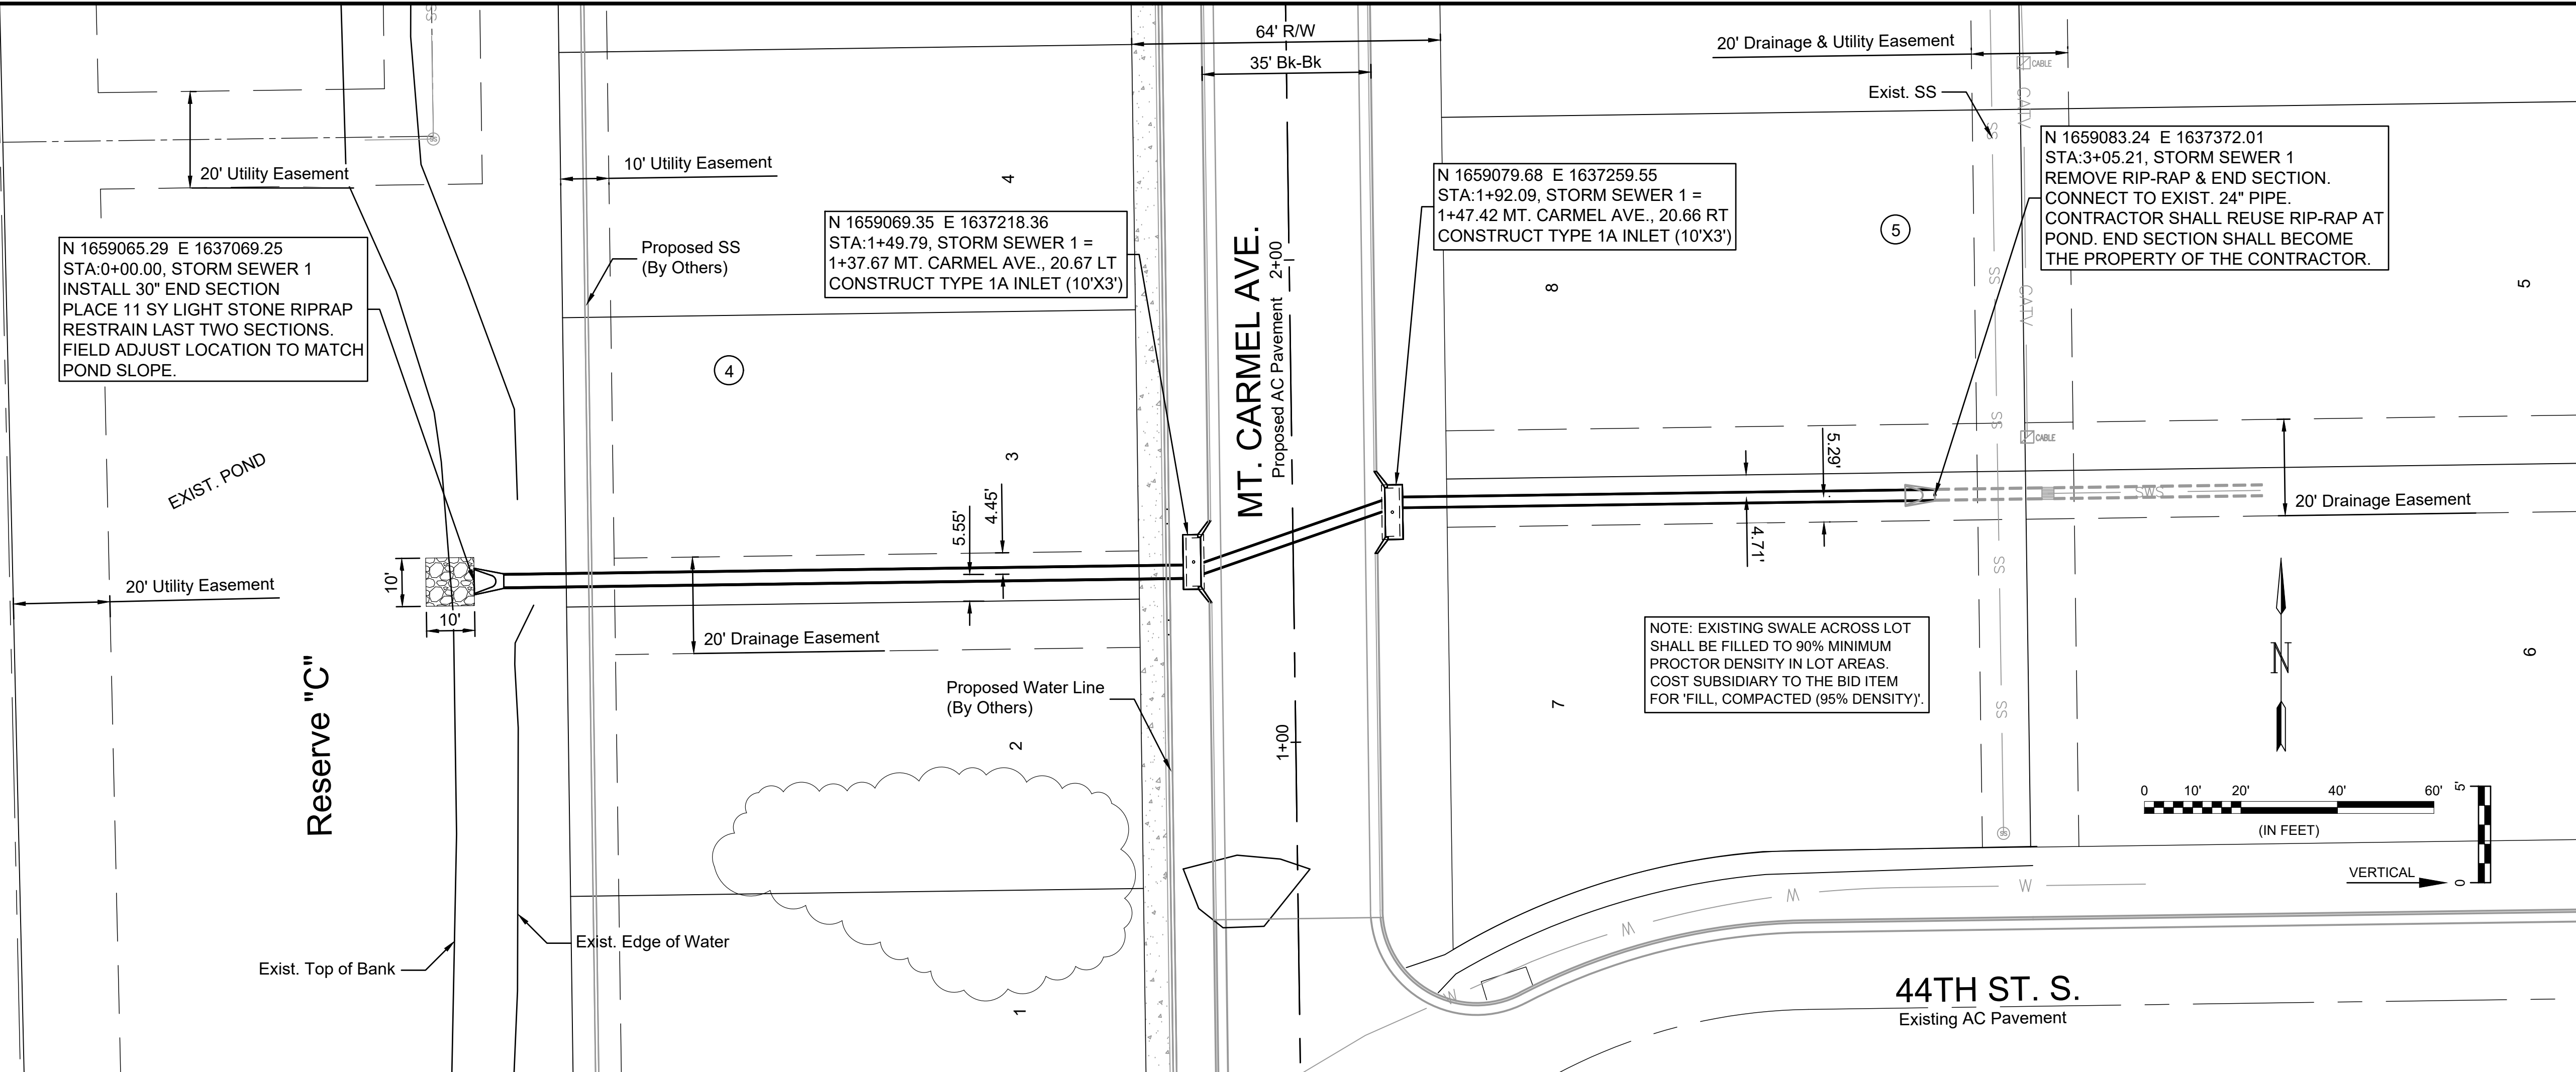 SS
64' R/W
35' Bk-Bk
20' Drainage & Utility Easement
CABLE
Exist. SS
SS
CATV
20' Utility Easement
10' Utility Easement
4
N 1659065.29  E 1637069.25
STA:0+00.00, STORM SEWER 1
INSTALL 30" END SECTION
PLACE 11 SY LIGHT STONE RIPRAP
RESTRAIN LAST TWO SECTIONS.
FIELD ADJUST LOCATION TO MATCH
POND SLOPE.
Proposed SS
(By Others)
N 1659069.35  E 1637218.36
STA:1+49.79, STORM SEWER 1 =
1+37.67 MT. CARMEL AVE., 20.67 LT
CONSTRUCT TYPE 1A INLET (10'X3')
MT. CARMEL AVE.
Proposed AC Pavement
2+00
N 1659079.68  E 1637259.55
STA:1+92.09, STORM SEWER 1 =
1+47.42 MT. CARMEL AVE., 20.66 RT
CONSTRUCT TYPE 1A INLET (10'X3')
5
8
N 1659083.24  E 1637372.01
STA:3+05.21, STORM SEWER 1
REMOVE RIP-RAP & END SECTION.
CONNECT TO EXIST. 24" PIPE.
CONTRACTOR SHALL REUSE RIP-RAP AT
POND. END SECTION SHALL BECOME
THE PROPERTY OF THE CONTRACTOR.
SS
CATV
5
4
3
EXIST. POND
SS
CABLE
5.29'
4.45'
5.55'
4.71'
SWS
20' Drainage Easement
10'
10'
20' Utility Easement
20' Drainage Easement
SS
NOTE: EXISTING SWALE ACROSS LOT
SHALL BE FILLED TO 90% MINIMUM
PROCTOR DENSITY IN LOT AREAS.
COST SUBSIDIARY TO THE BID ITEM
FOR 'FILL, COMPACTED (95% DENSITY)'.
N
6
Reserve "C"
Proposed Water Line
(By Others)
2
1+00
7
SS
0 10' 20' 40' 60'
(IN FEET)
5'
0
VERTICAL
SS
W
W
W
W
Exist. Edge of Water
Exist. Top of Bank
1
44TH ST. S.
Existing AC Pavement